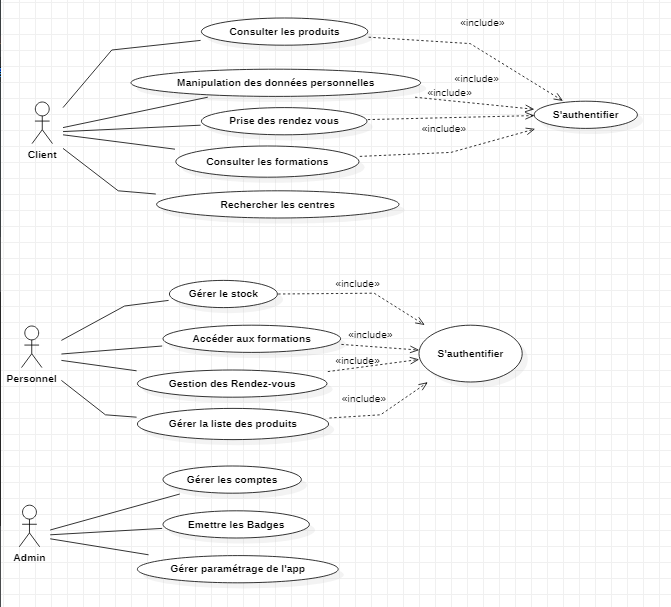 «include»
Consulter les produits
«include»
Manipulation des données personnelles
«include»
S'authentifier
Prise des rendez vous
«include»
Client
Consulter les formations
Rechercher les centres
«include»
Gérer le stock
«include»
Accéder aux formations
S'authentifier
«include»
Personnel
Gestion des Rendez-vous
«include»
Gérer la liste des produits
Gérer les comptes
Emettre les Badges
Admin
Gérer paramétrage de l'app